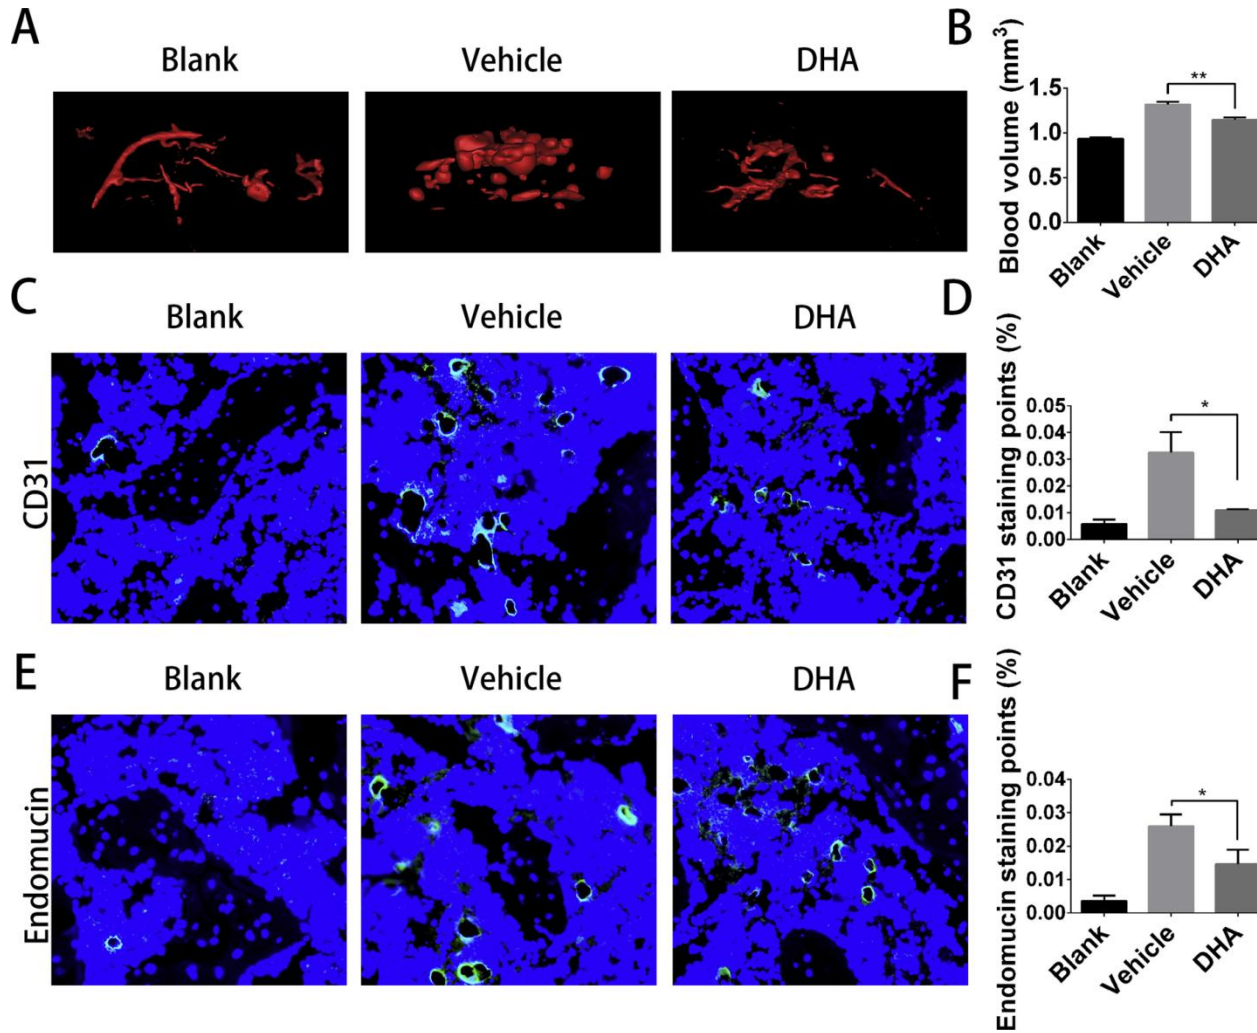 A
Blank
Vehicle
DHA
B
Blood volume (mm³)
1.5
1.0
0.5
0.0
**
Blank
Vehicle
DHA
C
Blank
Vehicle
DHA
CD31
D
CD31 staining points (%)
0.05
0.04
0.03
0.02
0.01
0.00
*
Blank
Vehicle
DHA
E
Blank
Vehicle
DHA
Endomucin
F
Endomucin staining points (%)
0.04
0.03
0.02
0.01
0.00
*
Blank
Vehicle
DHA